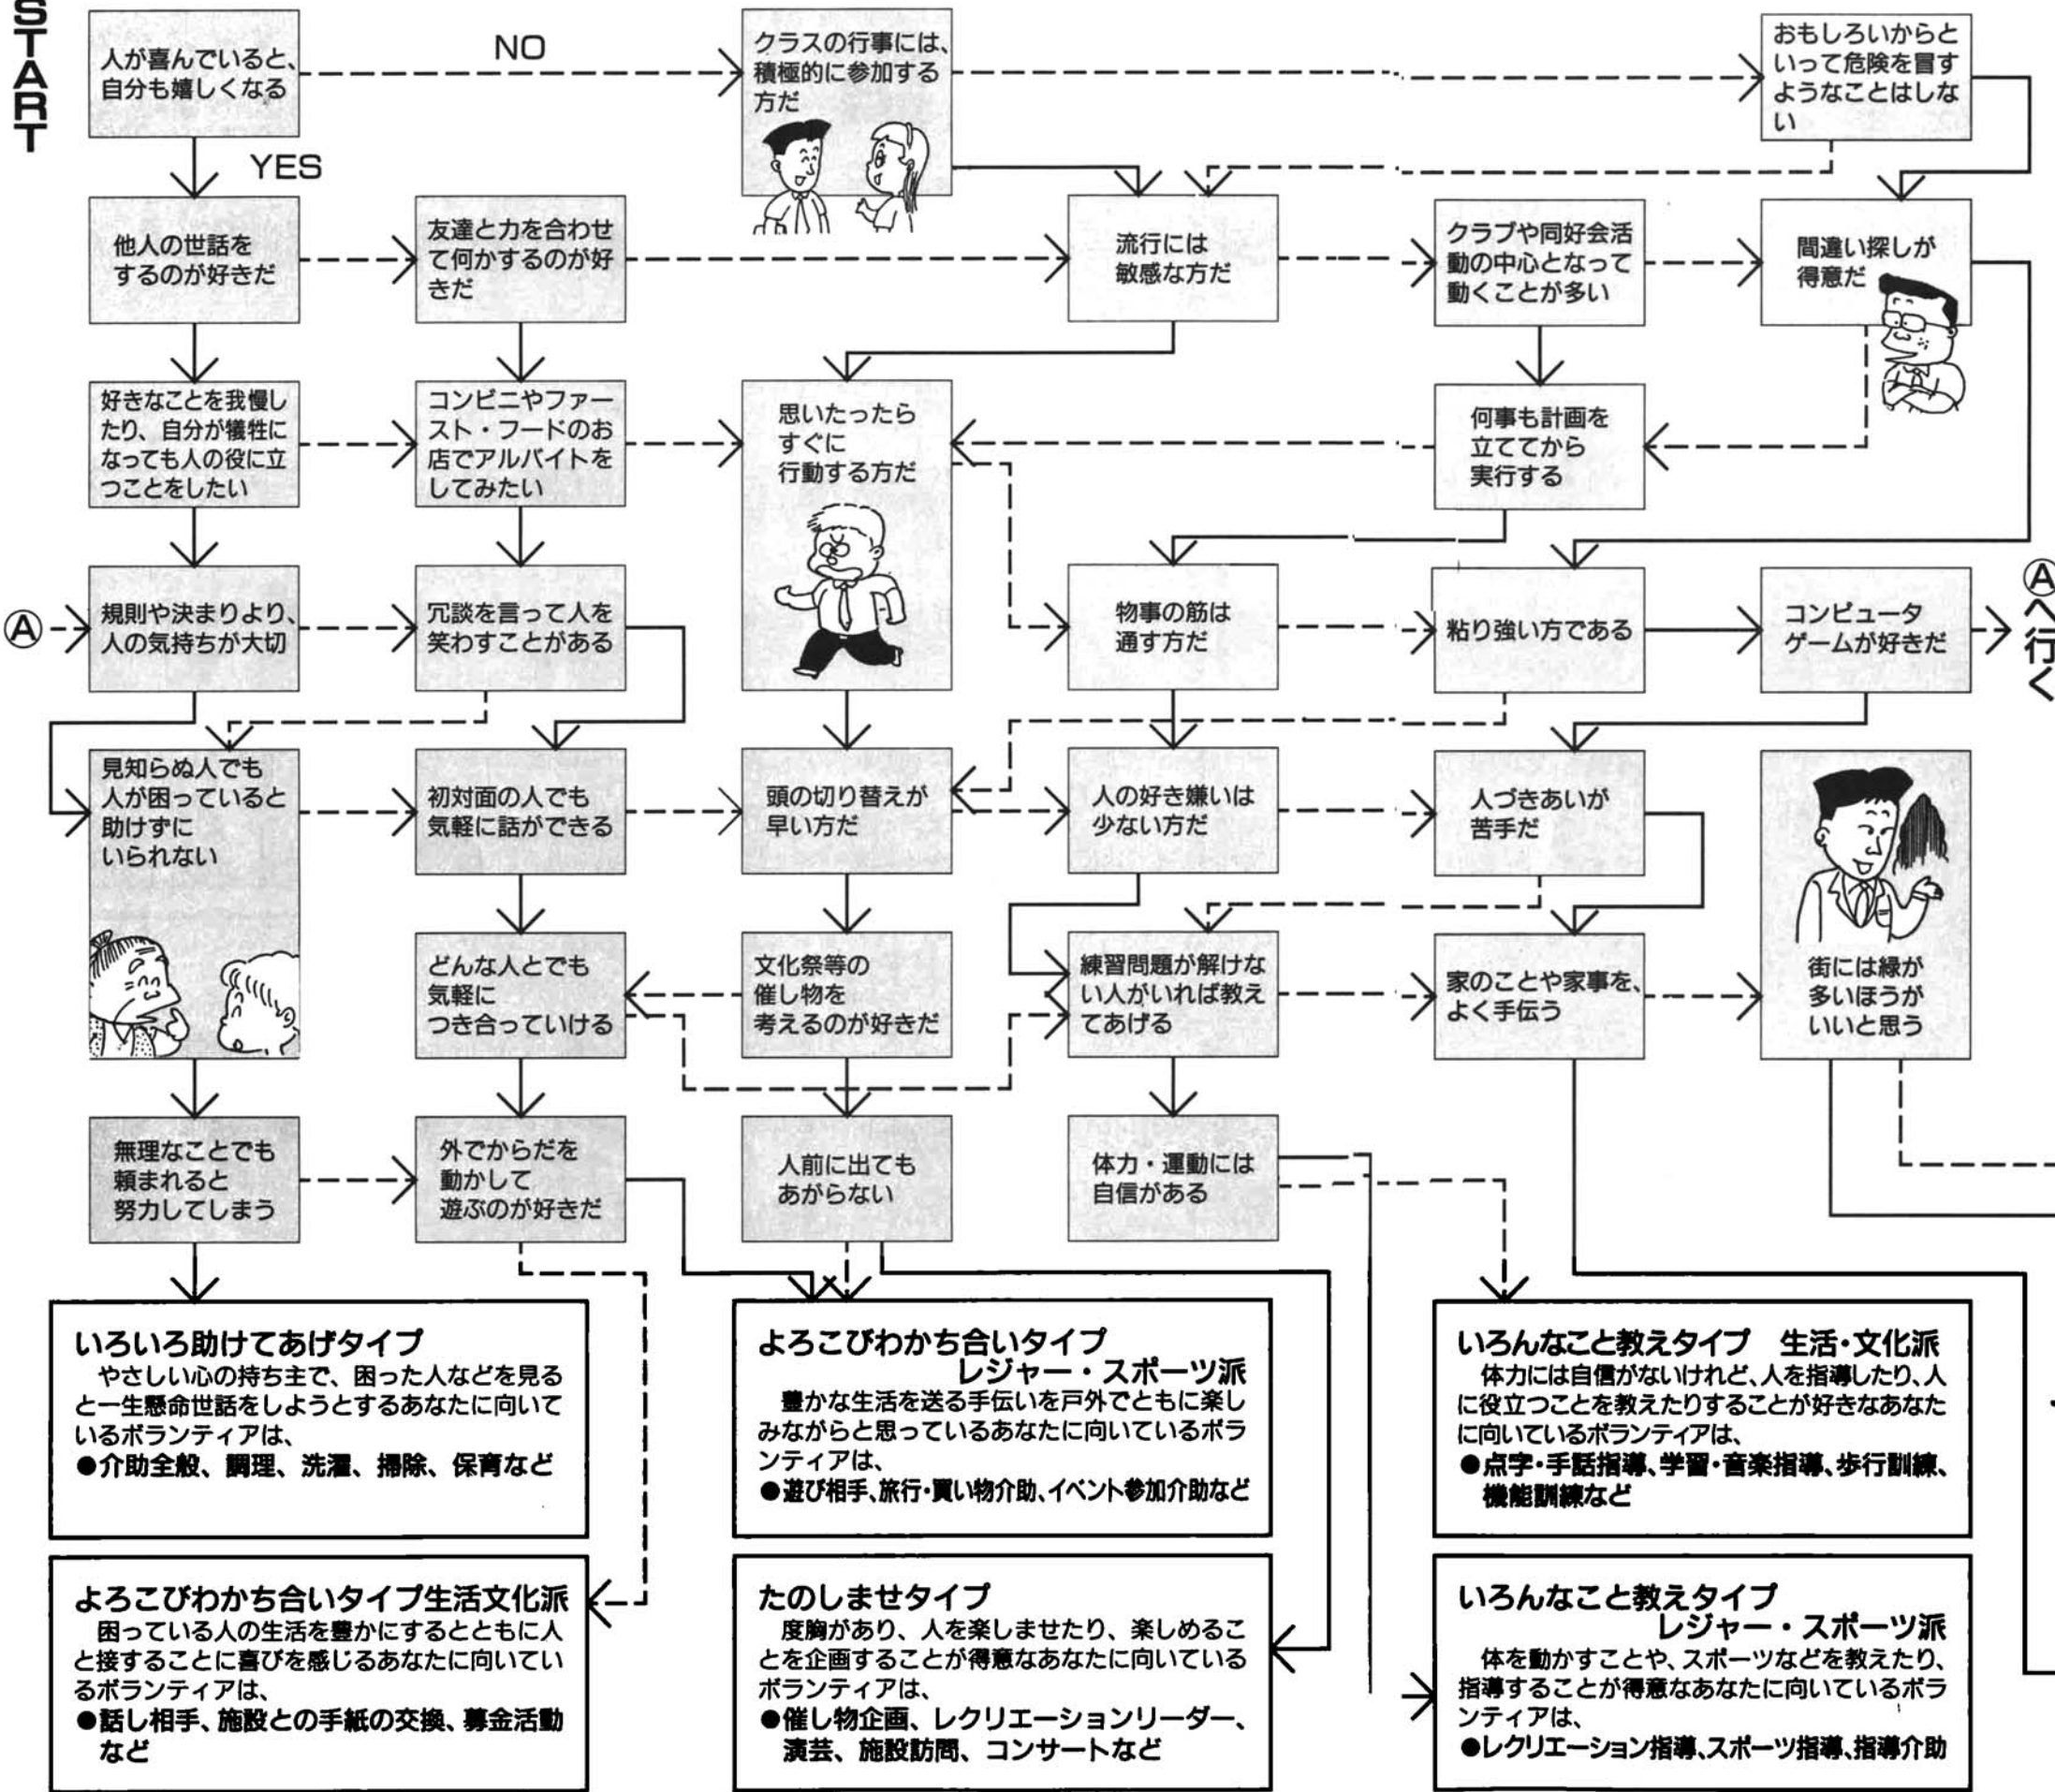 START
人が喜んでいると、
自分も嬉しくなる
NO
クラスの行事には、
積極的に参加する
方だ
おもしろいからと
いって危険を冒す
ようなことはしな
い
YES
他人の世話を
するのが好きだ
友達と力を合わせ
て何かするのが好
きだ
流行には
敏感な方だ
クラブや同好会活
動の中心となって
動くことが多い
間違い探しが
得意だ
好きなことを我慢し
たり、自分が犠牲に
なっても人の役に立
つことをしたい
コンビニやファー
スト・フードのお
店でアルバイトを
してみたい
思いたったら
すぐに
行動する方だ
何事も計画を
立ててから
実行する
Ⓐ
規則や決まりより、
人の気持ちが大切
冗談を言って人を
笑わすことがある
物事の筋は
通す方だ
粘り強い方である
コンピュータ
ゲームが好きだ
Ⓐへ行く
見知らぬ人でも
人が困っていると
助けずに
いられない
初対面の人でも
気軽に話ができる
頭の切り替えが
早い方だ
人の好き嫌いは
少ない方だ
人づきあいが
苦手だ
どんな人とでも
気軽に
つき合っていける
文化祭等の
催し物を
考えるのが好きだ
練習問題が解けな
い人がいれば教え
てあげる
家のことや家事を、
よく手伝う
街には緑が
多いほうが
いいと思う
無理なことでも
頼まれると
努力してしまう
外でからだを
動かして
遊ぶのが好きだ
人前に出ても
あがらない
体力・運動には
自信がある
いろいろ助けてあげタイプ
やさしい心の持ち主で、困った人などを見る
と一生懸命世話をしようとするあなたに向いて
いるボランティアは、
●介助全般、調理、洗濯、掃除、保育など
よろこびわかち合いタイプ
レジャー・スポーツ派
豊かな生活を送る手伝いを戸外でともに楽し
みながらと思っているあなたに向いているボラ
ンティアは、
●遊び相手、旅行・買い物介助、イベント参加介助など
いろんなこと教えタイプ 生活・文化派
体力には自信がないけれど、人を指導したり、人
に役立つことを教えたりすることが好きなあなた
に向いているボランティアは、
●点字・手話指導、学習・音楽指導、歩行訓練、
機能訓練など
よろこびわかち合いタイプ生活文化派
困っている人の生活を豊かにするとともに人
と接することに喜びを感じるあなたに向いてい
るボランティアは、
●話し相手、施設との手紙の交換、募金活動
など
たのしませタイプ
度胸があり、人を楽しませたり、楽しめるこ
とを企画することが得意なあなたに向いている
ボランティアは、
●催し物企画、レクリエーションリーダー、
演芸、施設訪問、コンサートなど
いろんなこと教えタイプ
レジャー・スポーツ派
体を動かすことや、スポーツなどを教えたり、
指導することが得意なあなたに向いているボラ
ンティアは、
●レクリエーション指導、スポーツ指導、指導介助